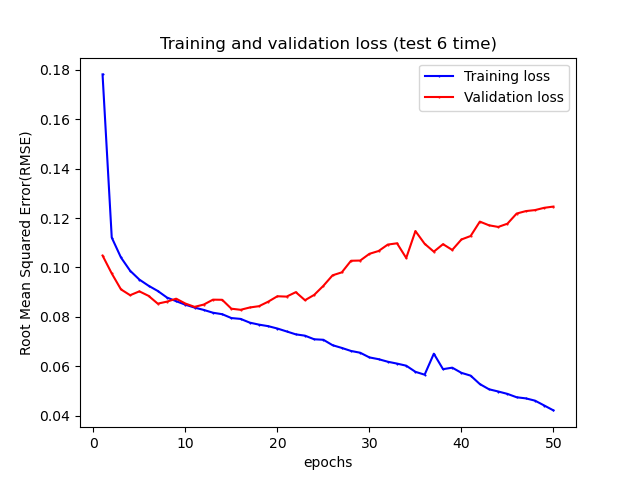 Training and validation loss (test 6 time)
Training loss
Validation loss
Root Mean Squared Error(RMSE)
0.18
0.16
0.14
0.12
0.10
0.08
0.06
0.04
0
10
20
30
40
50
epochs